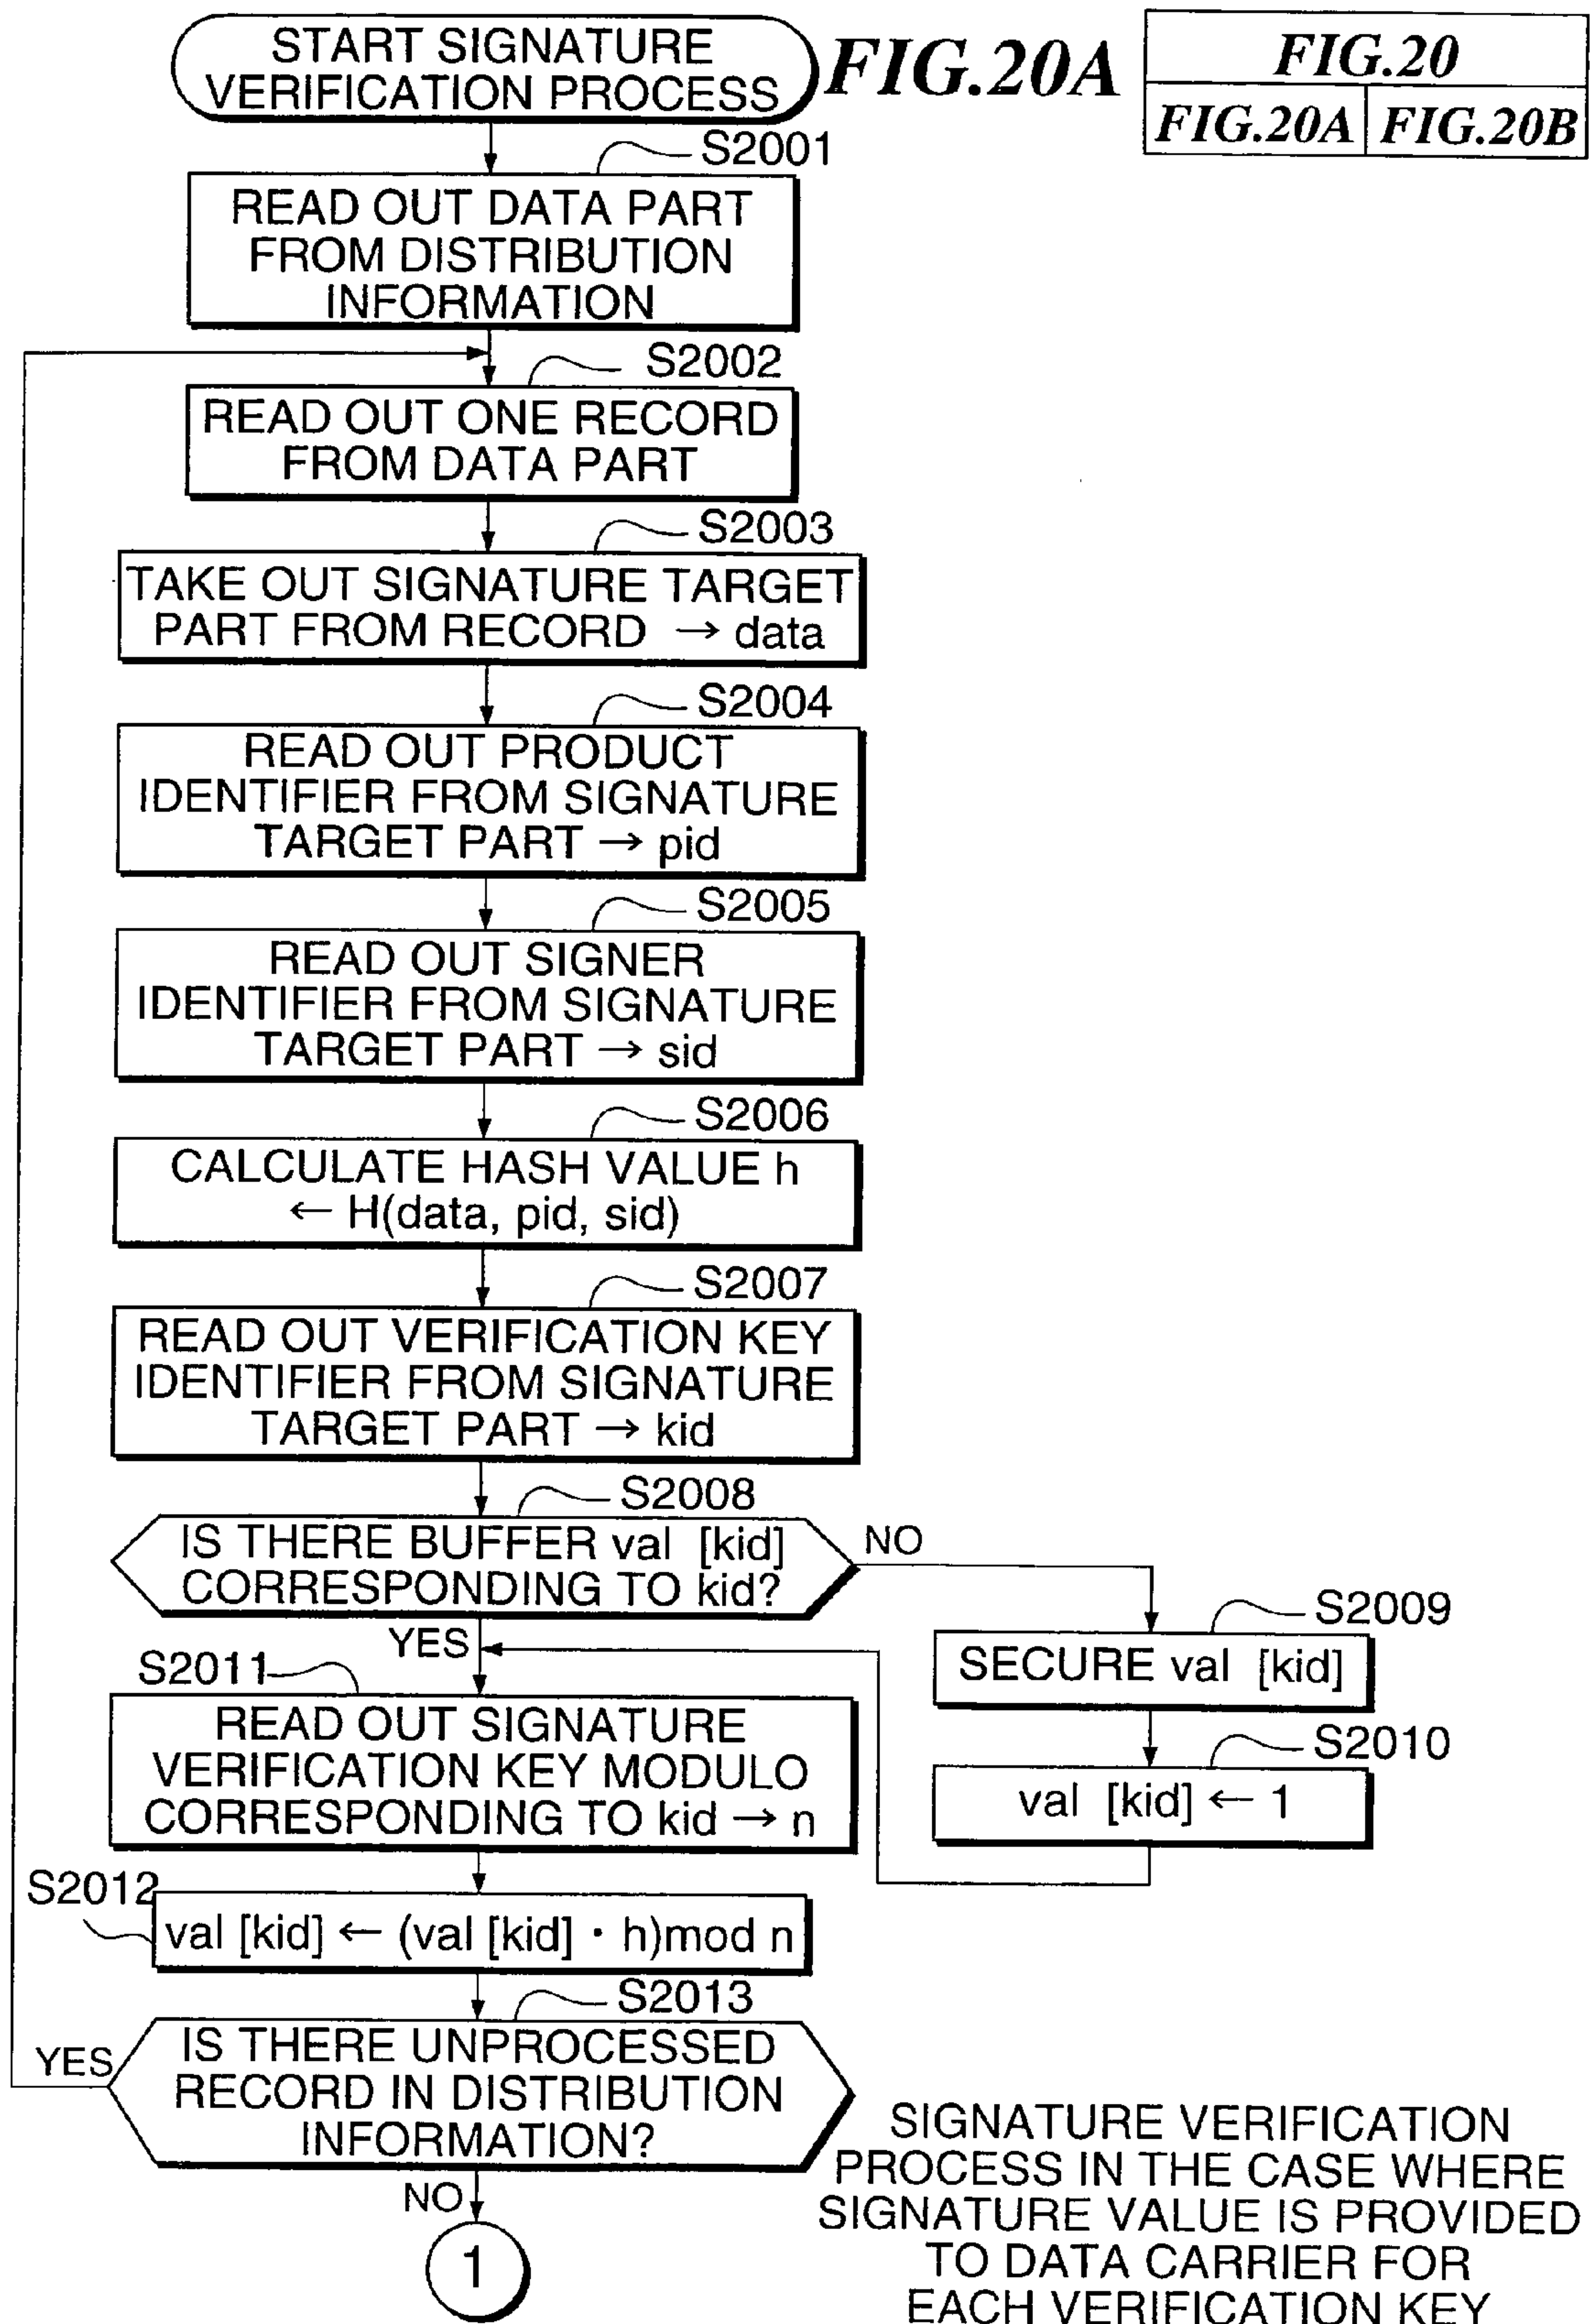 START SIGNATURE
VERIFICATION PROCESS
FIG.20A
FIG.20
FIG.20A
FIG.20B
S2001
READ OUT DATA PART
FROM DISTRIBUTION
INFORMATION
S2002
READ OUT ONE RECORD
FROM DATA PART
S2003
TAKE OUT SIGNATURE TARGET
PART FROM RECORD → data
S2004
READ OUT PRODUCT
IDENTIFIER FROM SIGNATURE
TARGET PART → pid
S2005
READ OUT SIGNER
IDENTIFIER FROM SIGNATURE
TARGET PART → sid
S2006
CALCULATE HASH VALUE h
← H(data, pid, sid)
S2007
READ OUT VERIFICATION KEY
IDENTIFIER FROM SIGNATURE
TARGET PART → kid
S2008
IS THERE BUFFER val [kid]
CORRESPONDING TO kid?
NO
YES
S2009
SECURE val [kid]
S2010
val [kid] ← 1
S2011
READ OUT SIGNATURE
VERIFICATION KEY MODULO
CORRESPONDING TO kid → n
S2012
val [kid] ← (val [kid] · h)mod n
S2013
IS THERE UNPROCESSED
RECORD IN DISTRIBUTION
INFORMATION?
YES
NO
1
SIGNATURE VERIFICATION
PROCESS IN THE CASE WHERE
SIGNATURE VALUE IS PROVIDED
TO DATA CARRIER FOR
EACH VERIFICATION KEY